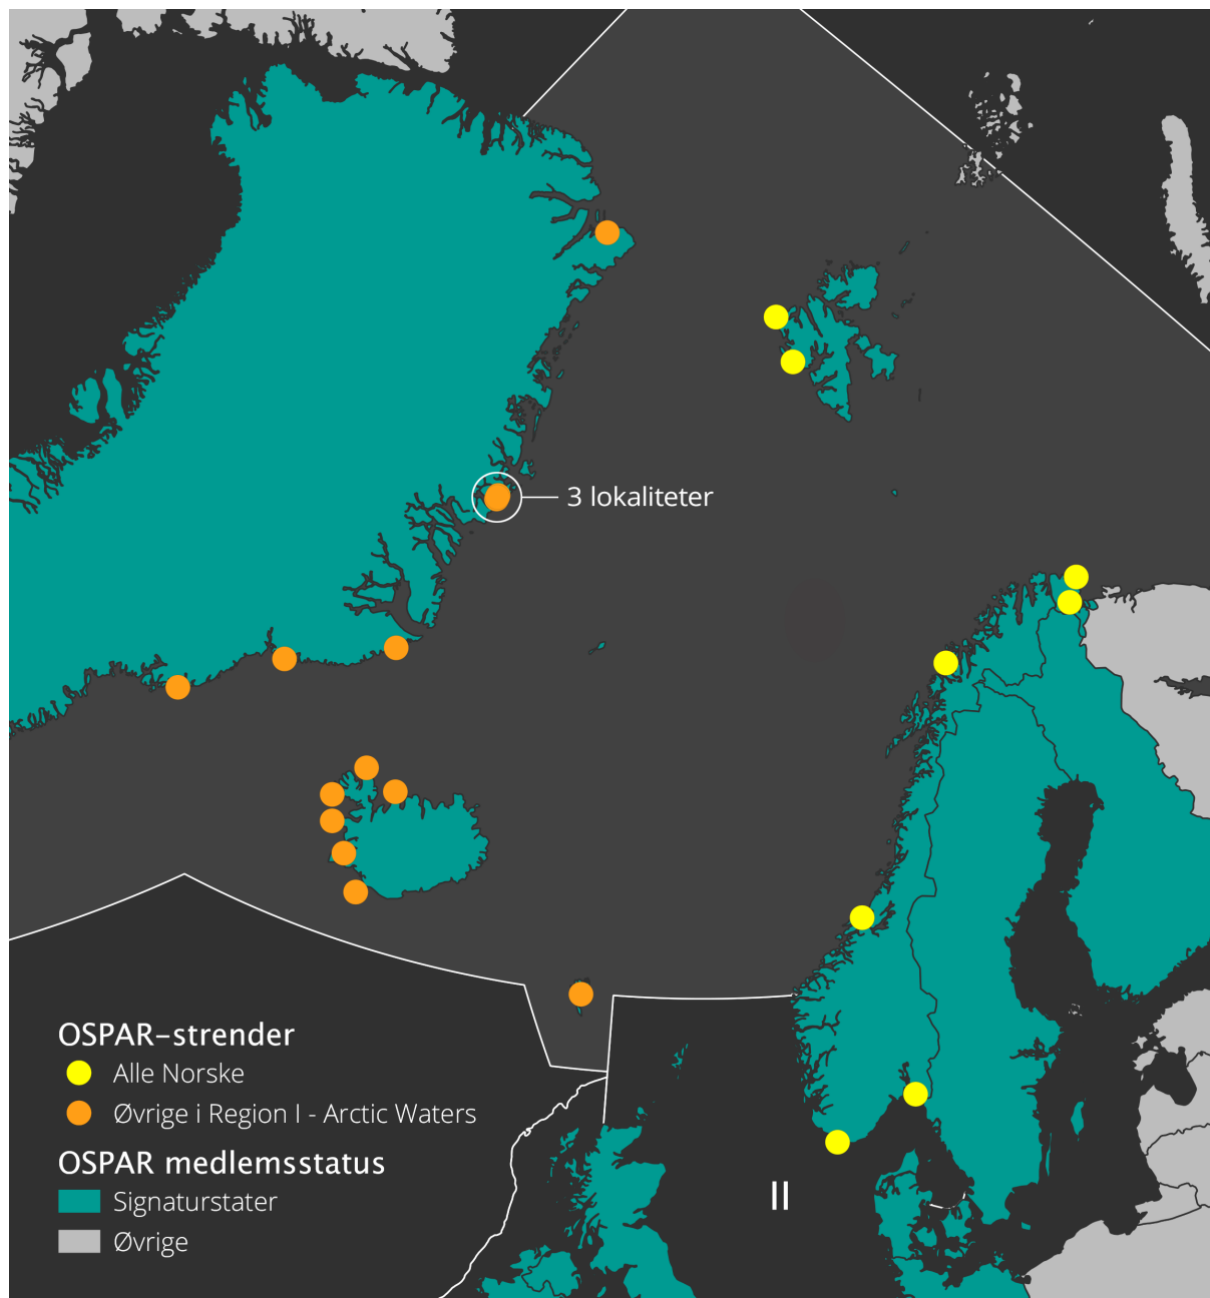 3 lokaliteter
OSPAR-strender
Alle Norske
Øvrige i Region I - Arctic Waters
OSPAR medlemsstatus
Signaturstater
Øvrige
II